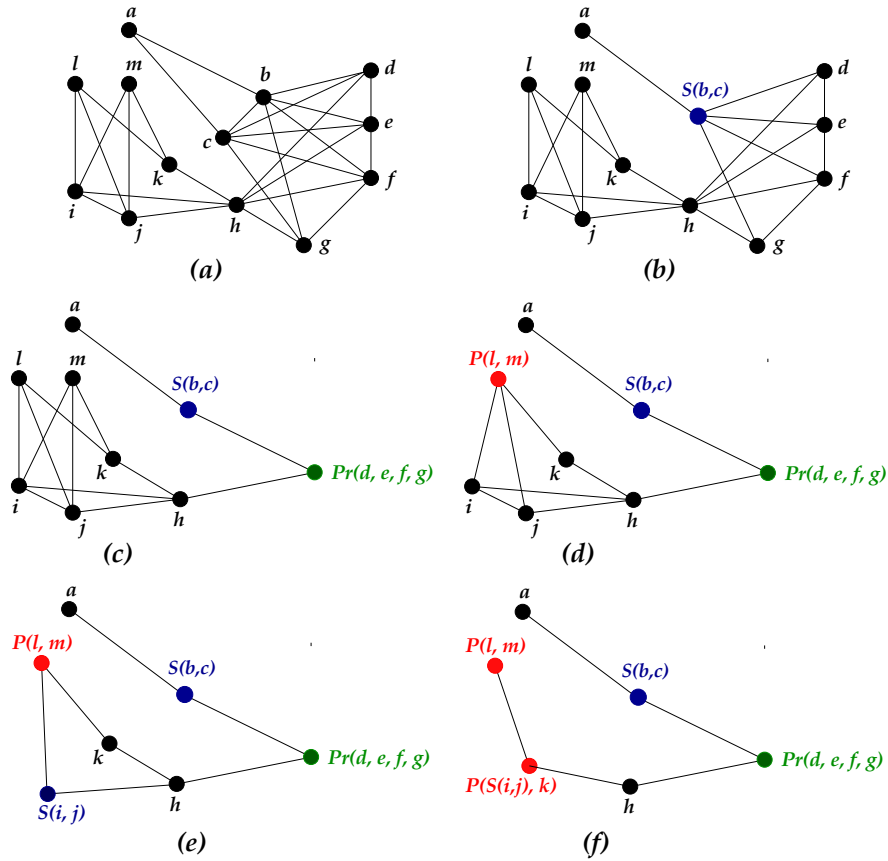 a
l m b d
c e
k f
i j h g
(a)
a
l m S(b,c) d
e
k f
i j h g
(b)
a
l m S(b,c)
k Pr(d, e, f, g)
i j h
(c)
a
P(l, m) S(b,c)
k Pr(d, e, f, g)
i j h
(d)
a
P(l, m) S(b,c)
k Pr(d, e, f, g)
h
S(i, j)
(e)
a
P(l, m) S(b,c)
Pr(d, e, f, g)
P(S(i,j), k) h
(f)